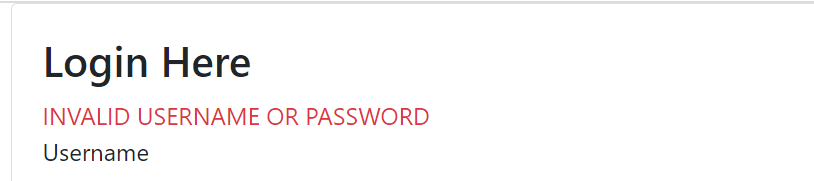 Login Here
INVALID USERNAME OR PASSWORD
Username